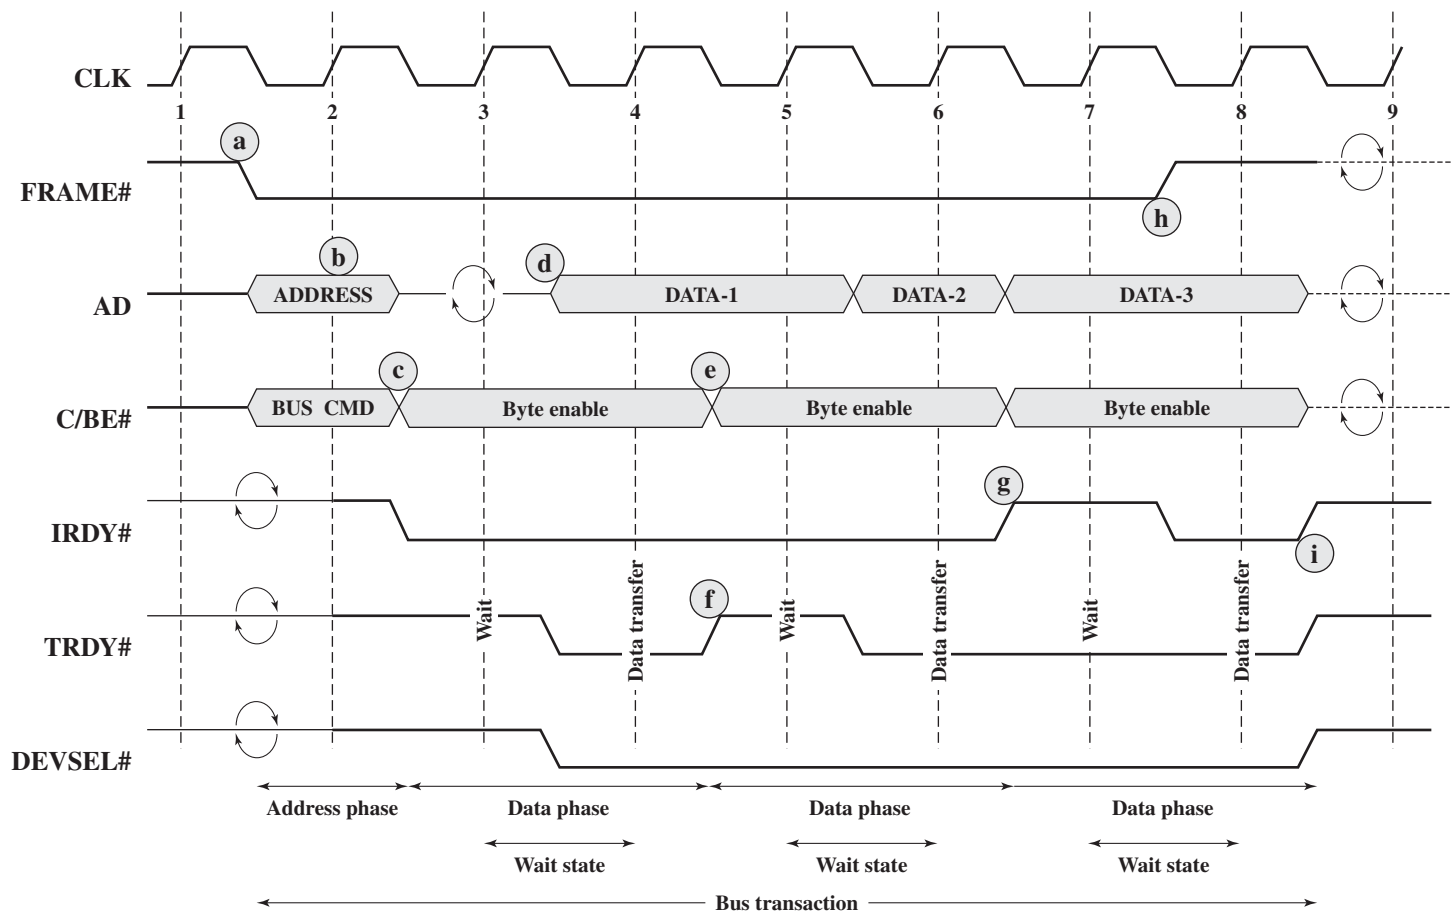 CLK
1 2 3 4 5 6 7 8 9
a
FRAME#
h
b
d
AD
ADDRESS
DATA-1
DATA-2
DATA-3
c
e
C/BE#
BUS CMD
Byte enable
Byte enable
Byte enable
g
IRDY#
i
f
TRDY#
Wait
Data transfer
Wait
Data transfer
Wait
Data transfer
DEVSEL#
Address phase
Data phase
Data phase
Data phase
Wait state
Wait state
Wait state
Bus transaction